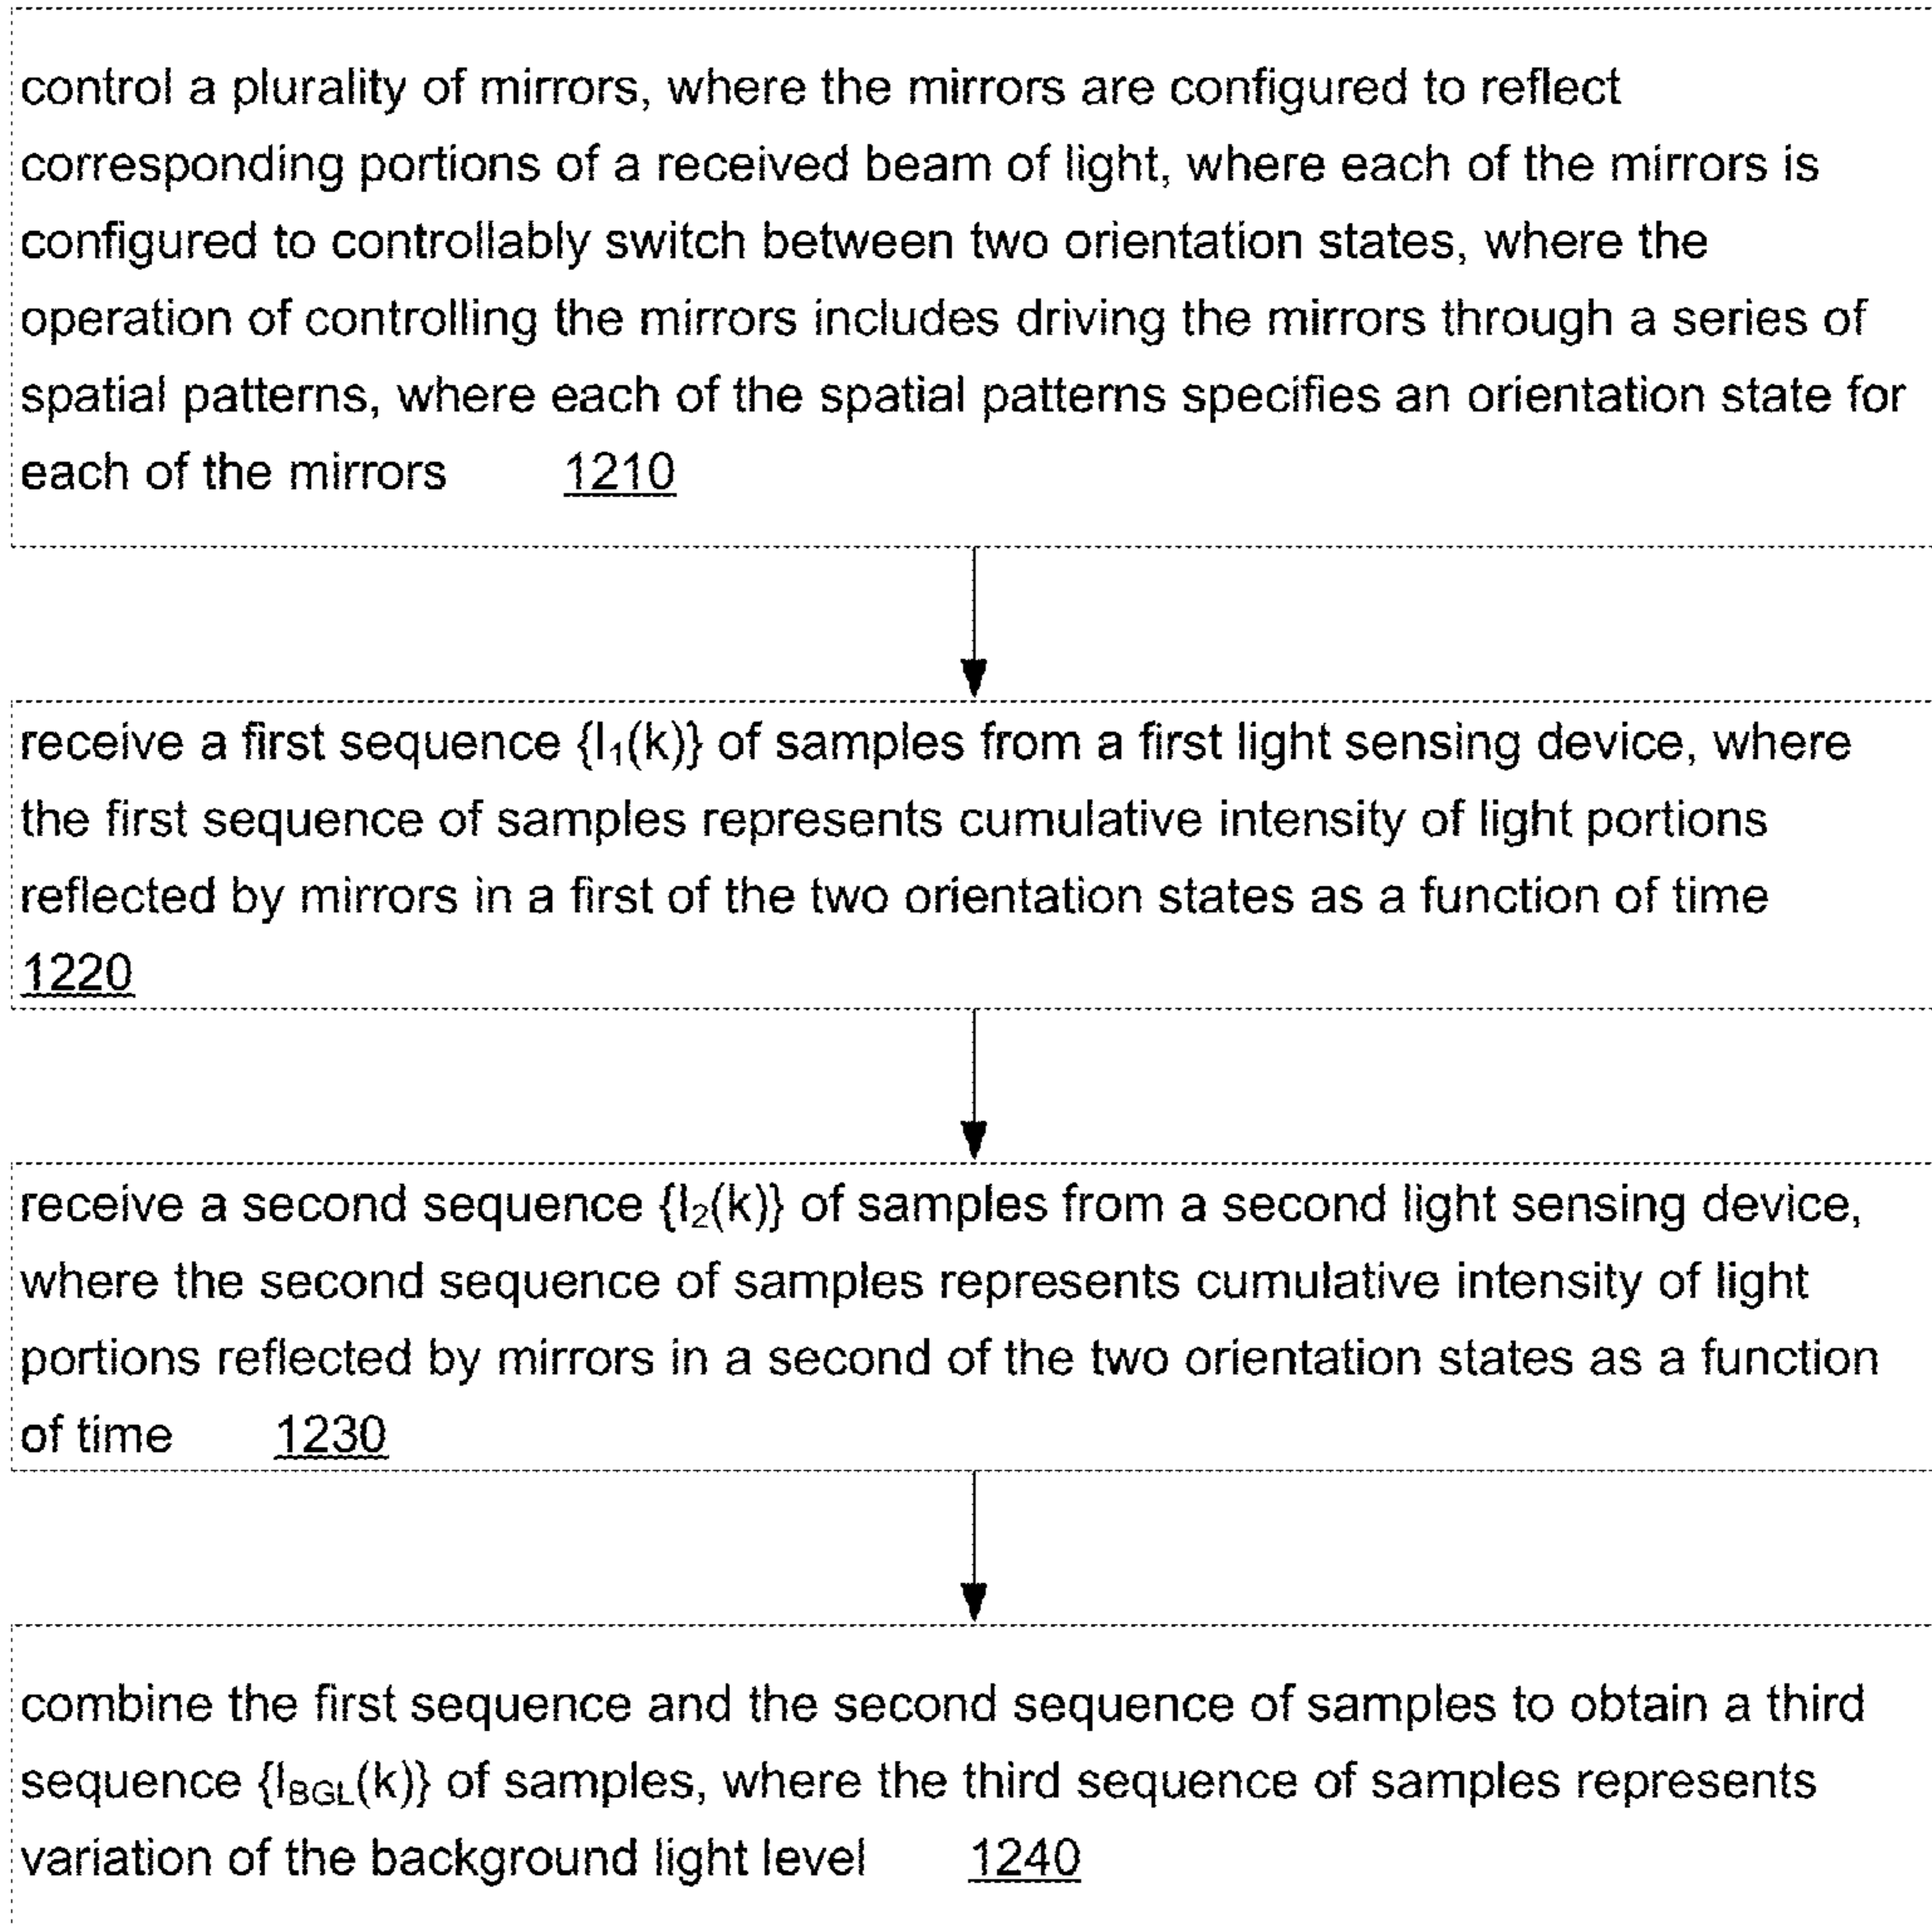 control a plurality of mirrors, where the mirrors are configured to reflect
corresponding portions of a received beam of light, where each of the mirrors is
configured to controllably switch between two orientation states, where the
operation of controlling the mirrors includes driving the mirrors through a series of
spatial patterns, where each of the spatial patterns specifies an orientation state for
each of the mirrors 1210
receive a first sequence {I₁(k)} of samples from a first light sensing device, where
the first sequence of samples represents cumulative intensity of light portions
reflected by mirrors in a first of the two orientation states as a function of time
1220
receive a second sequence {I₂(k)} of samples from a second light sensing device,
where the second sequence of samples represents cumulative intensity of light
portions reflected by mirrors in a second of the two orientation states as a function
of time 1230
combine the first sequence and the second sequence of samples to obtain a third
sequence {I_BGL(k)} of samples, where the third sequence of samples represents
variation of the background light level 1240